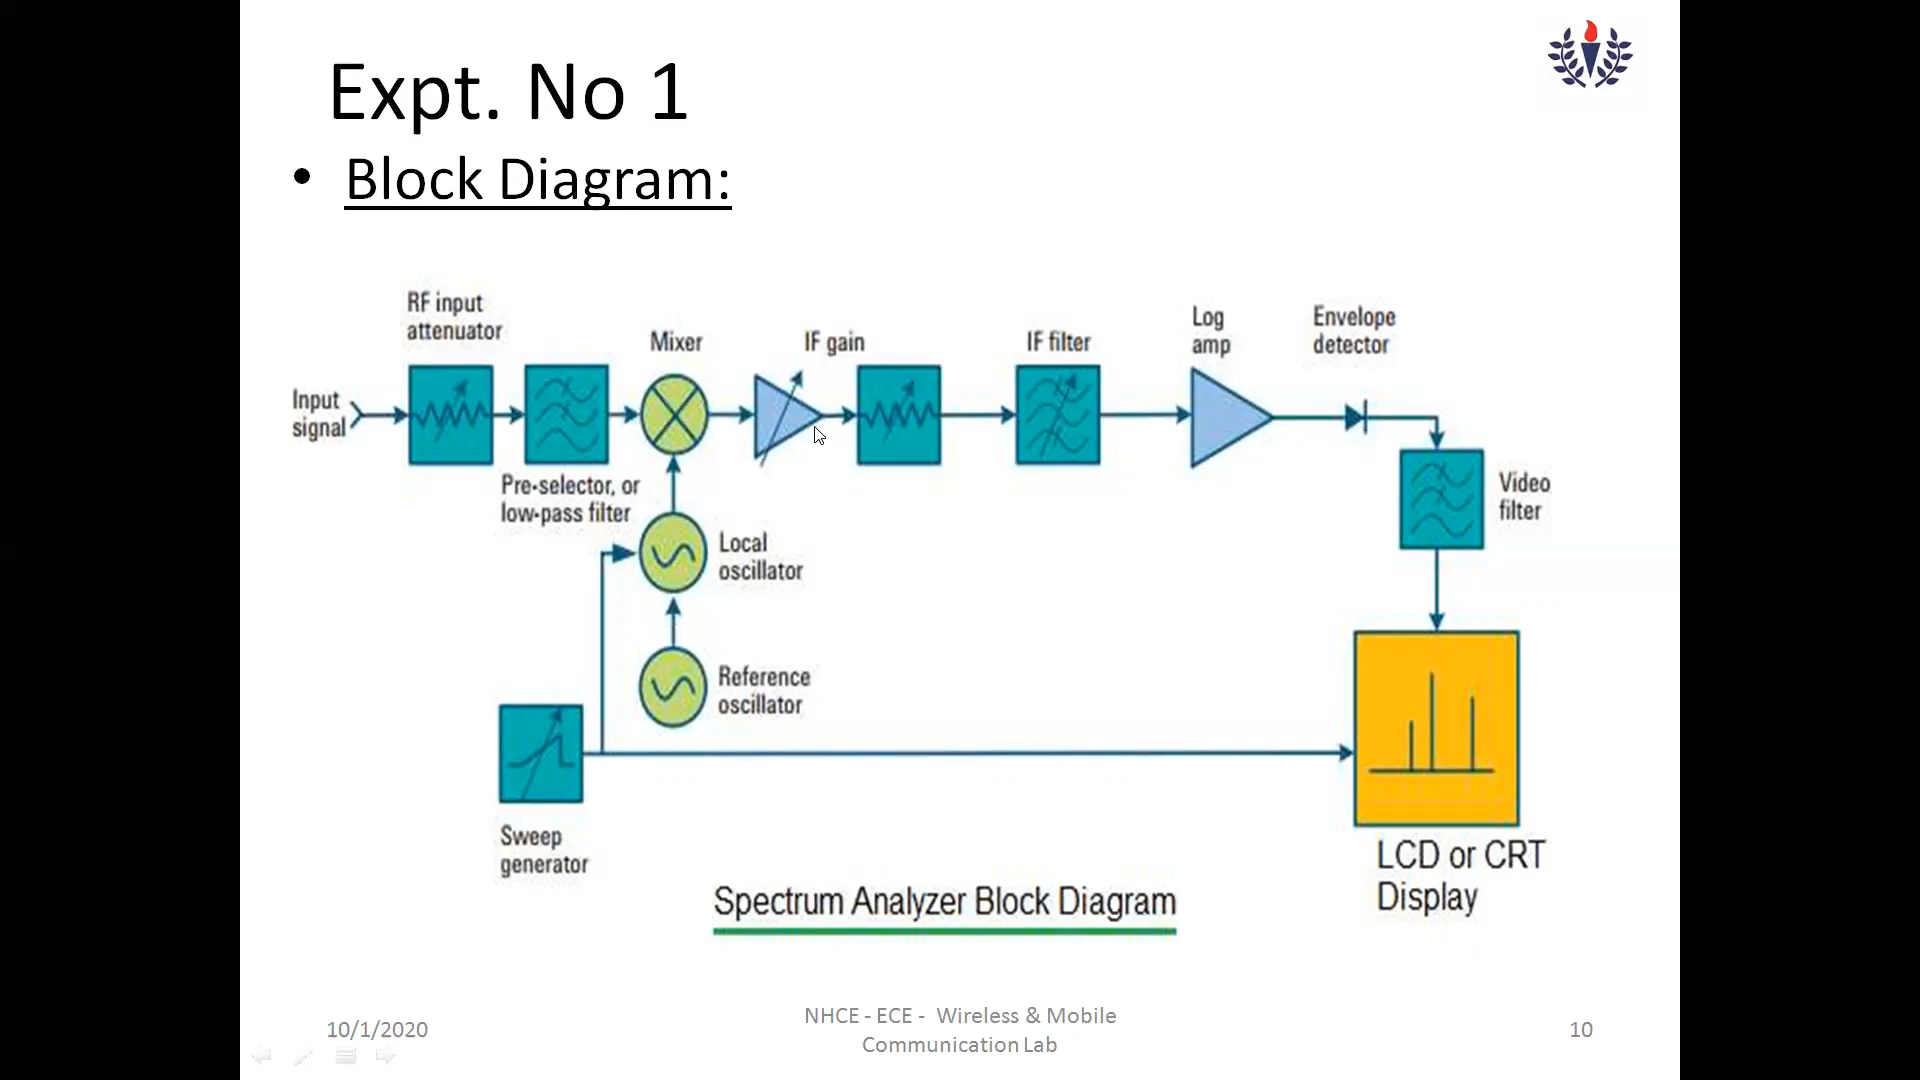 Expt. No 1
• Block Diagram:
RF input
attenuator
Mixer
IF gain
IF filter
Log
amp
Envelope
detector
Input
signal
Pre-selector, or
low-pass filter
Video
filter
Local
oscillator
Reference
oscillator
Sweep
generator
LCD or CRT
Display
Spectrum Analyzer Block Diagram
10/1/2020
NHCE - ECE - Wireless & Mobile
Communication Lab
10